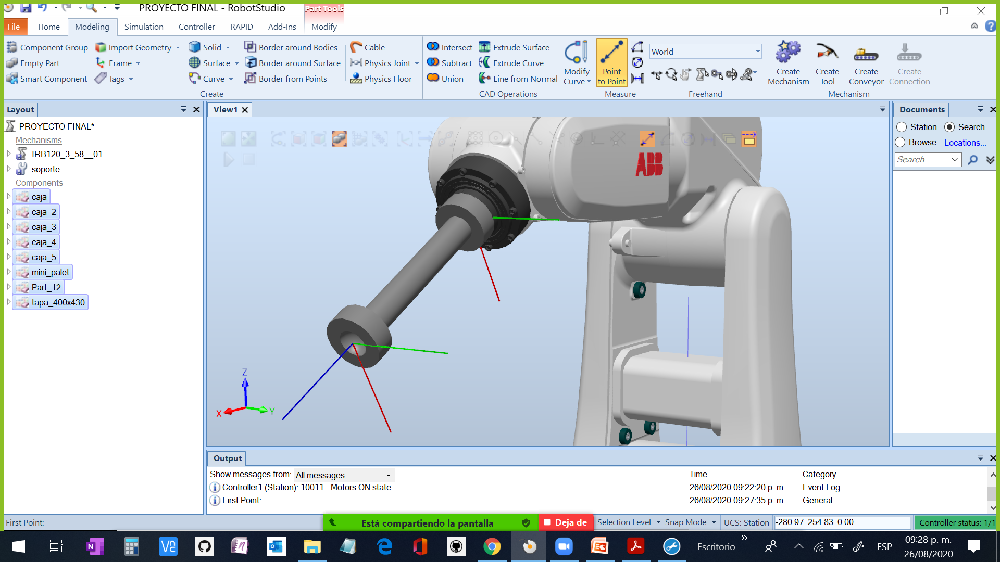 PROYECTO FINAL - RobotStudio
Part Tools
File Home Modeling Simulation Controller RAPID Add-Ins Modify
Component Group Import Geometry Solid Border around Bodies Cable Intersect Extrude Surface
Empty Part Frame Surface Border around Surface Physics Joint Subtract Extrude Curve
Smart Component Tags Curve Border from Points Physics Floor Union Line from Normal
Modify Curve
Point to Point
World
Create Mechanism
Create Tool
Create Conveyor
Create Connection
Create CAD Operations Measure Freehand Mechanism
Layout
View1
Documents
PROYECTO FINAL*
Mechanisms
IRB120_3_58__01
soporte
Components
caja
caja_2
caja_3
caja_4
caja_5
mini_palet
Part_12
tapa_400x430
ABB
Z
X
Y
Station Search
Browse Locations...
Search
Output
Show messages from: All messages Time Category
Controller1 (Station): 10011 - Motors ON state 26/08/2020 09:22:20 p. m. Event Log
First Point: 26/08/2020 09:27:35 p. m. General
First Point:
Está compartiendo la pantalla
Deja de
Selection Level Snap Mode UCS: Station -280.97 254.83 0.00 Controller status: 1/1
Escritorio
ESP
09:28 p. m.
26/08/2020